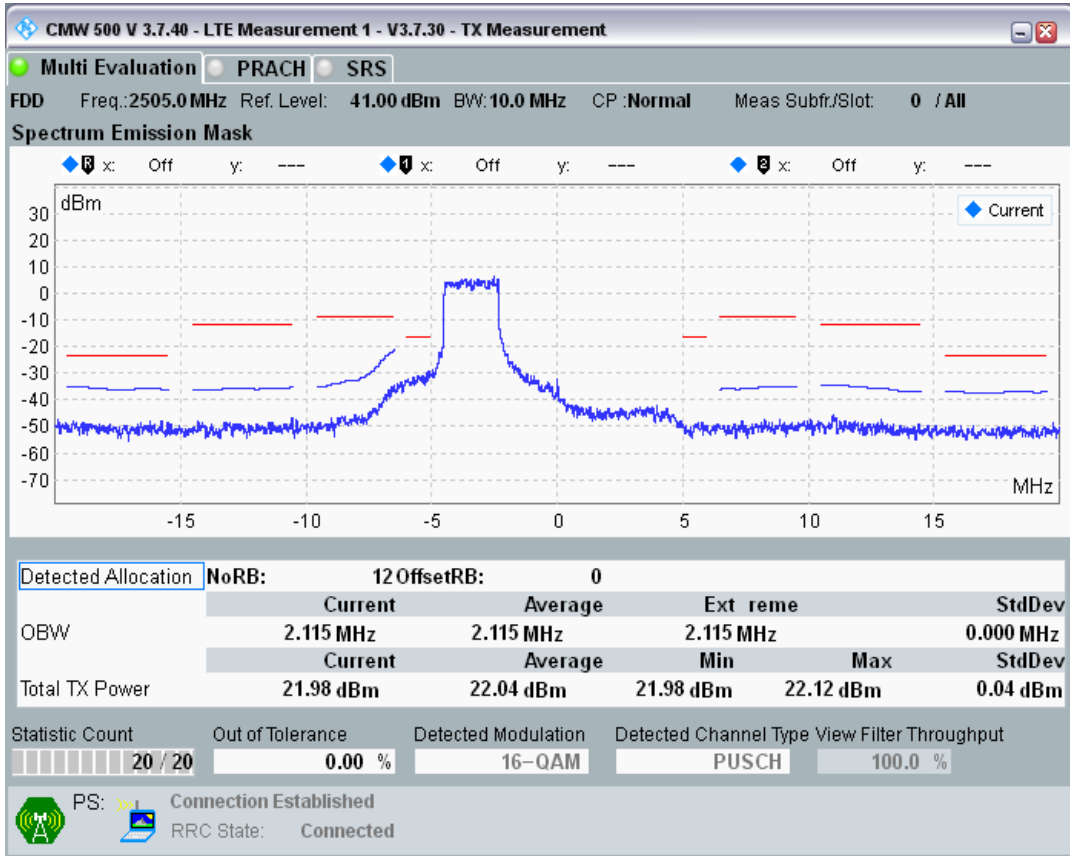 CMW 500 V 3.7.40 - LTE Measurement 1 - V3.7.30 - TX Measurement
Multi Evaluation PRACH SRS
FDD Freq.:2505.0 MHz Ref. Level: 41.00 dBm BW:10.0 MHz CP :Normal Meas Subfr./Slot: 0 / All
Spectrum Emission Mask
R x: Off y: --- 1 x: Off y: --- 2 x: Off y: ---
dBm
Current
30
20
10
0
-10
-20
-30
-40
-50
-60
-70
MHz
-15 -10 -5 0 5 10 15
Detected Allocation NoRB: 12 OffsetRB: 0
Current Average Ext reme StdDev
OBW 2.115 MHz 2.115 MHz 2.115 MHz 0.000 MHz
Current Average Min Max StdDev
Total TX Power 21.98 dBm 22.04 dBm 21.98 dBm 22.12 dBm 0.04 dBm
Statistic Count Out of Tolerance Detected Modulation Detected Channel Type View Filter Throughput
20 / 20 0.00 % 16-QAM PUSCH 100.0 %
PS: Connection Established
RRC State: Connected